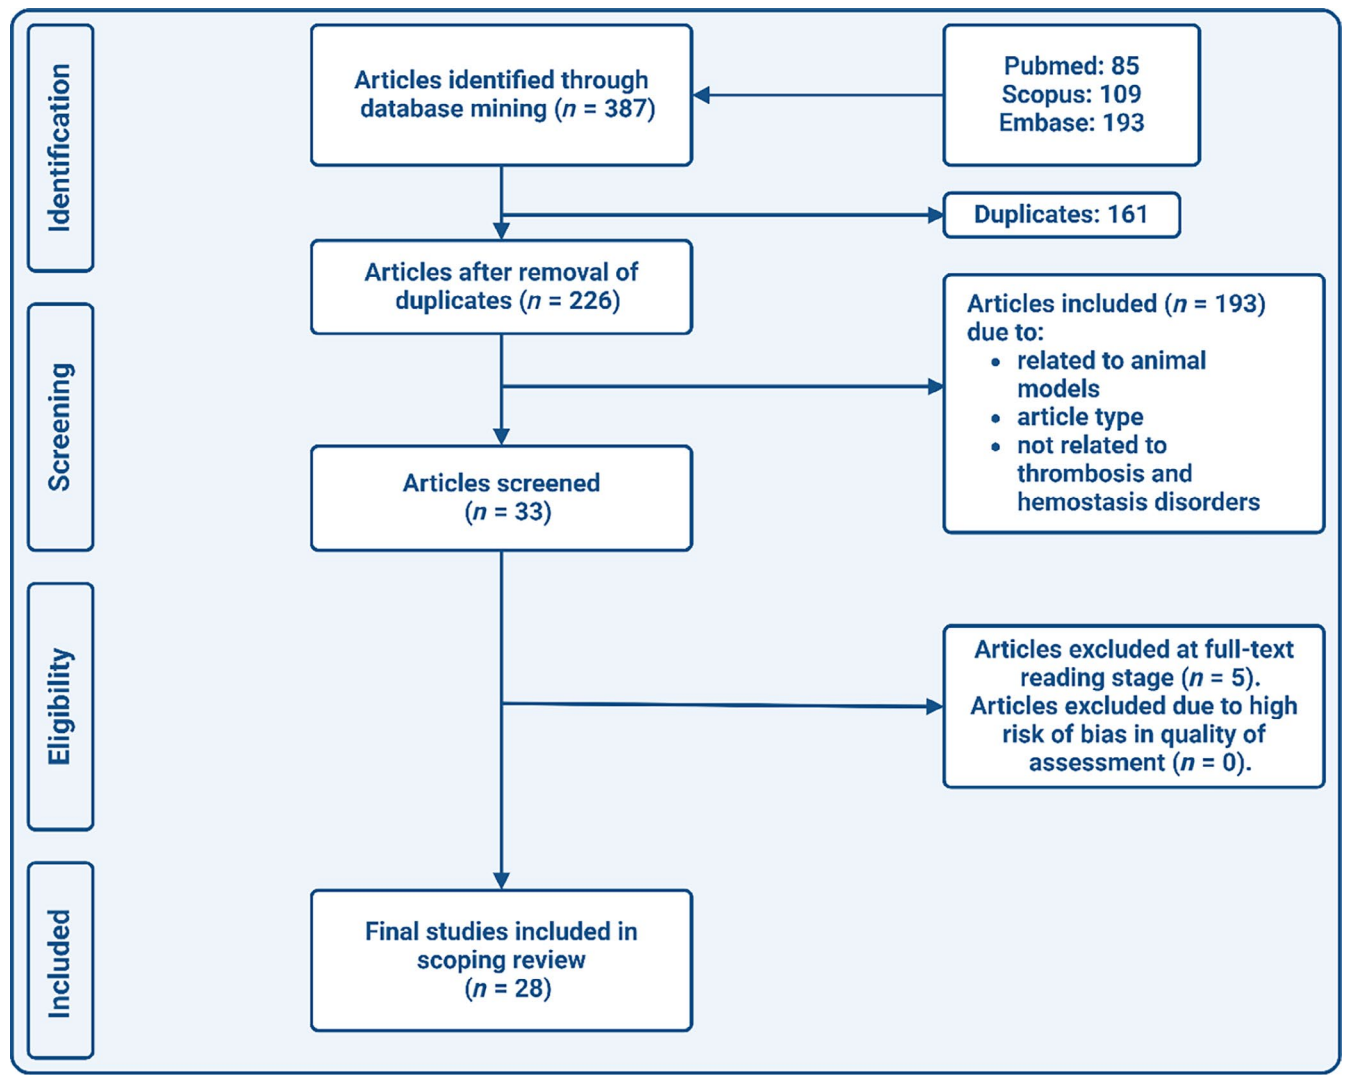 Identification
Articles identified through
database mining (n = 387)
Pubmed: 85
Scopus: 109
Embase: 193
Duplicates: 161
Articles after removal of
duplicates (n = 226)
Screening
Articles included (n = 193)
due to:
• related to animal
models
• article type
• not related to
thrombosis and
hemostasis disorders
Articles screened
(n = 33)
Eligibility
Articles excluded at full-text
reading stage (n = 5).
Articles excluded due to high
risk of bias in quality of
assessment (n = 0).
Included
Final studies included in
scoping review
(n = 28)